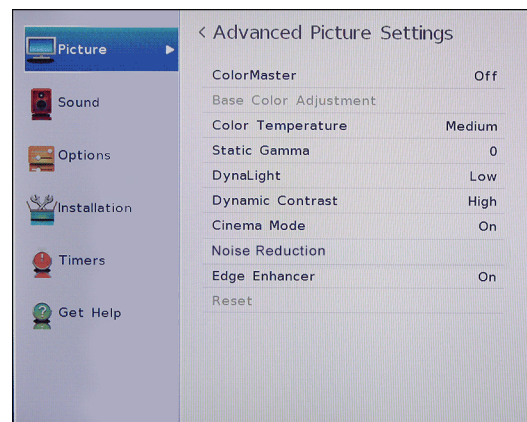 Picture
Sound
Options
Installation
Timers
Get Help
< Advanced Picture Settings
ColorMaster Off
Base Color Adjustment
Color Temperature Medium
Static Gamma 0
DynaLight Low
Dynamic Contrast High
Cinema Mode On
Noise Reduction
Edge Enhancer On
Reset